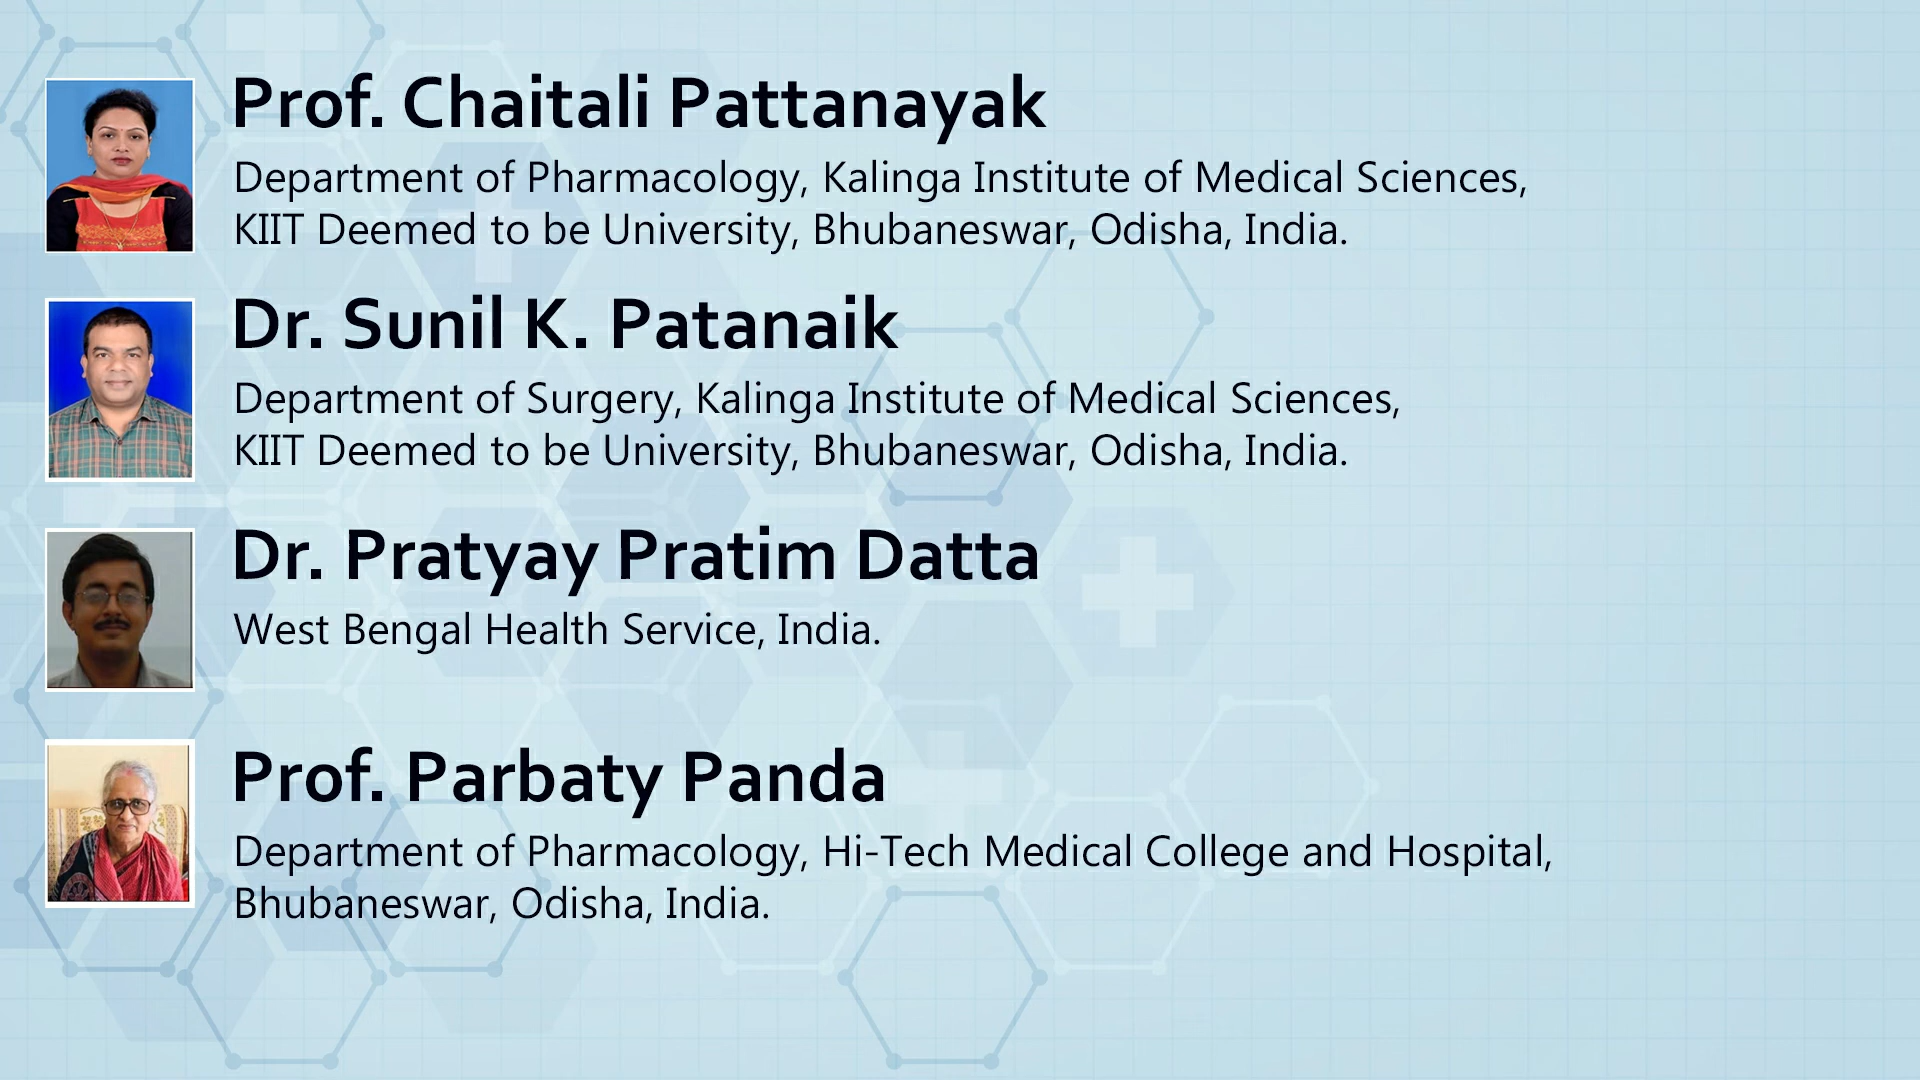 Prof. Chaitali Pattanayak
Department of Pharmacology, Kalinga Institute of Medical Sciences,
KIIT Deemed to be University, Bhubaneswar, Odisha, India.
Dr. Sunil K. Patanaik
Department of Surgery, Kalinga Institute of Medical Sciences,
KIIT Deemed to be University, Bhubaneswar, Odisha, India.
Dr. Pratyay Pratim Datta
West Bengal Health Service, India.
Prof. Parbaty Panda
Department of Pharmacology, Hi-Tech Medical College and Hospital,
Bhubaneswar, Odisha, India.